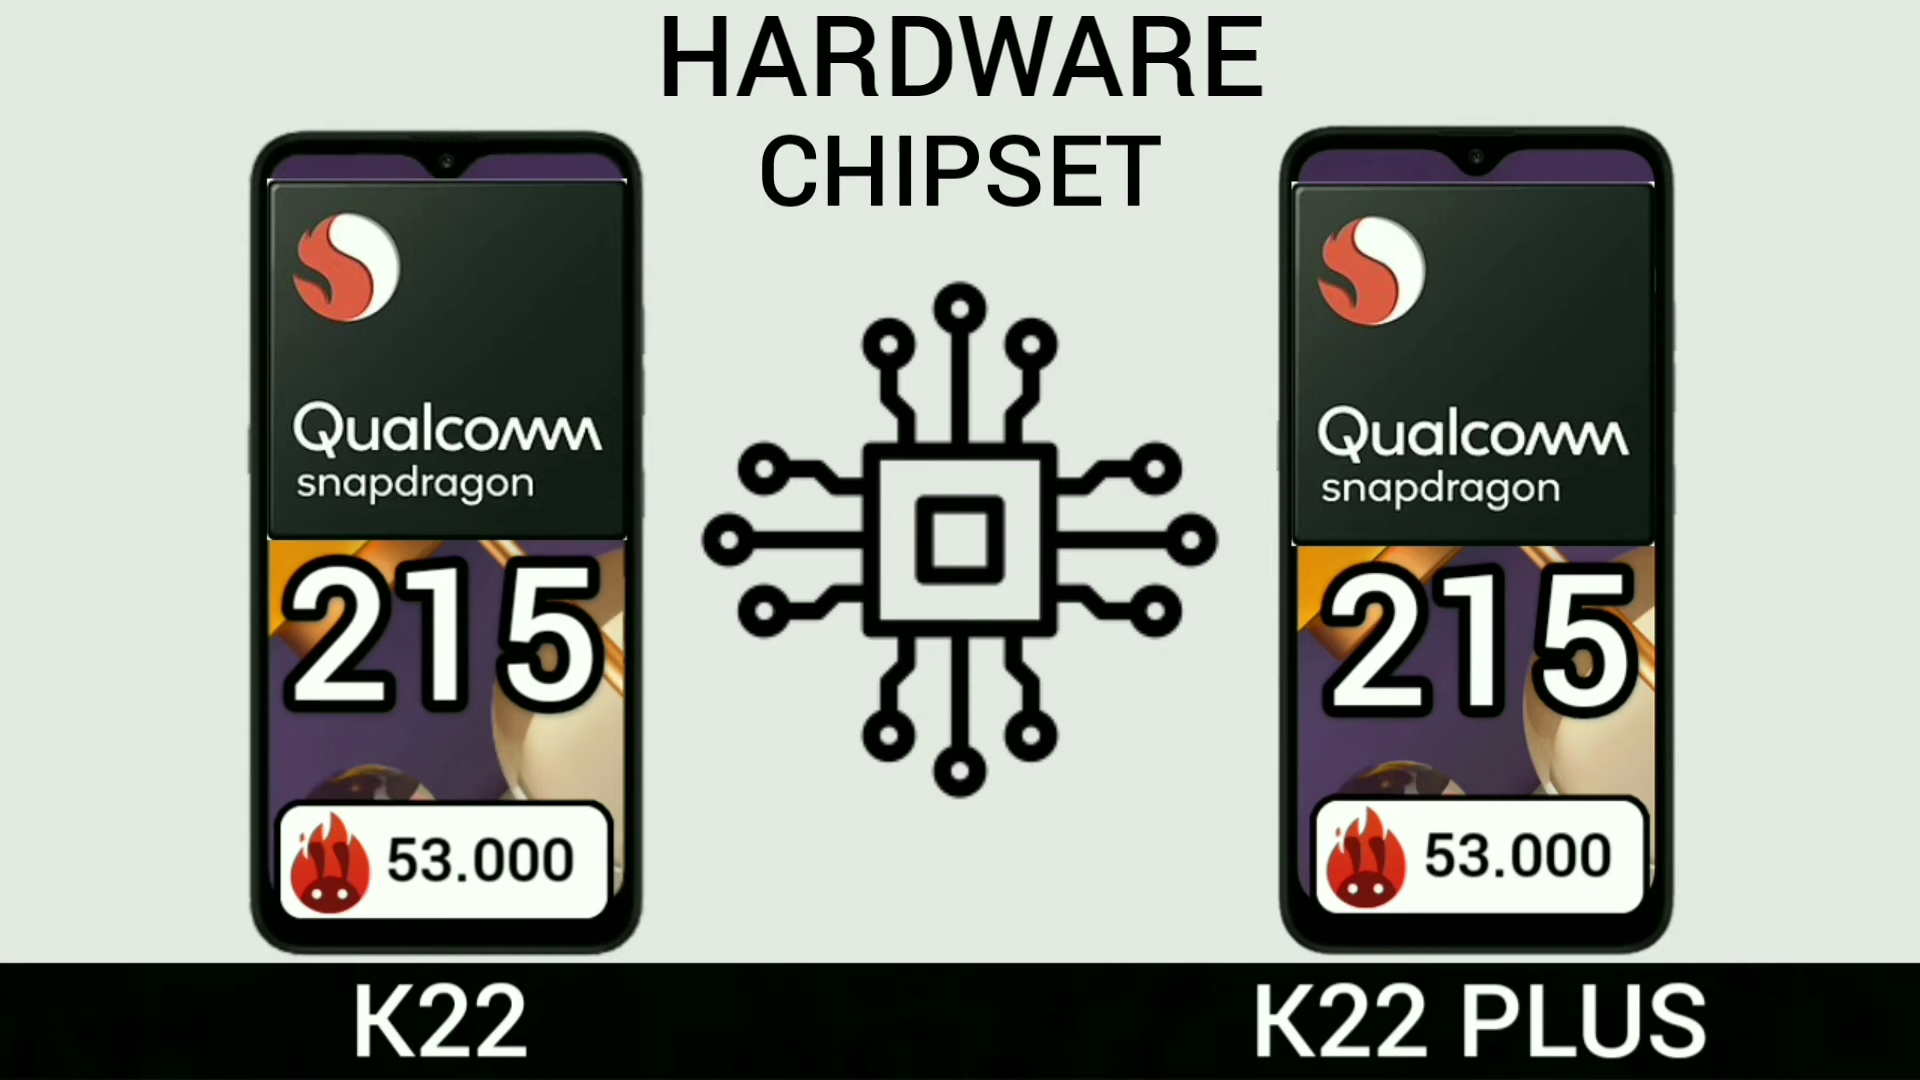 HARDWARE
CHIPSET
Qualcomm
snapdragon
215
53.000
K22
Qualcomm
snapdragon
215
53.000
K22 PLUS